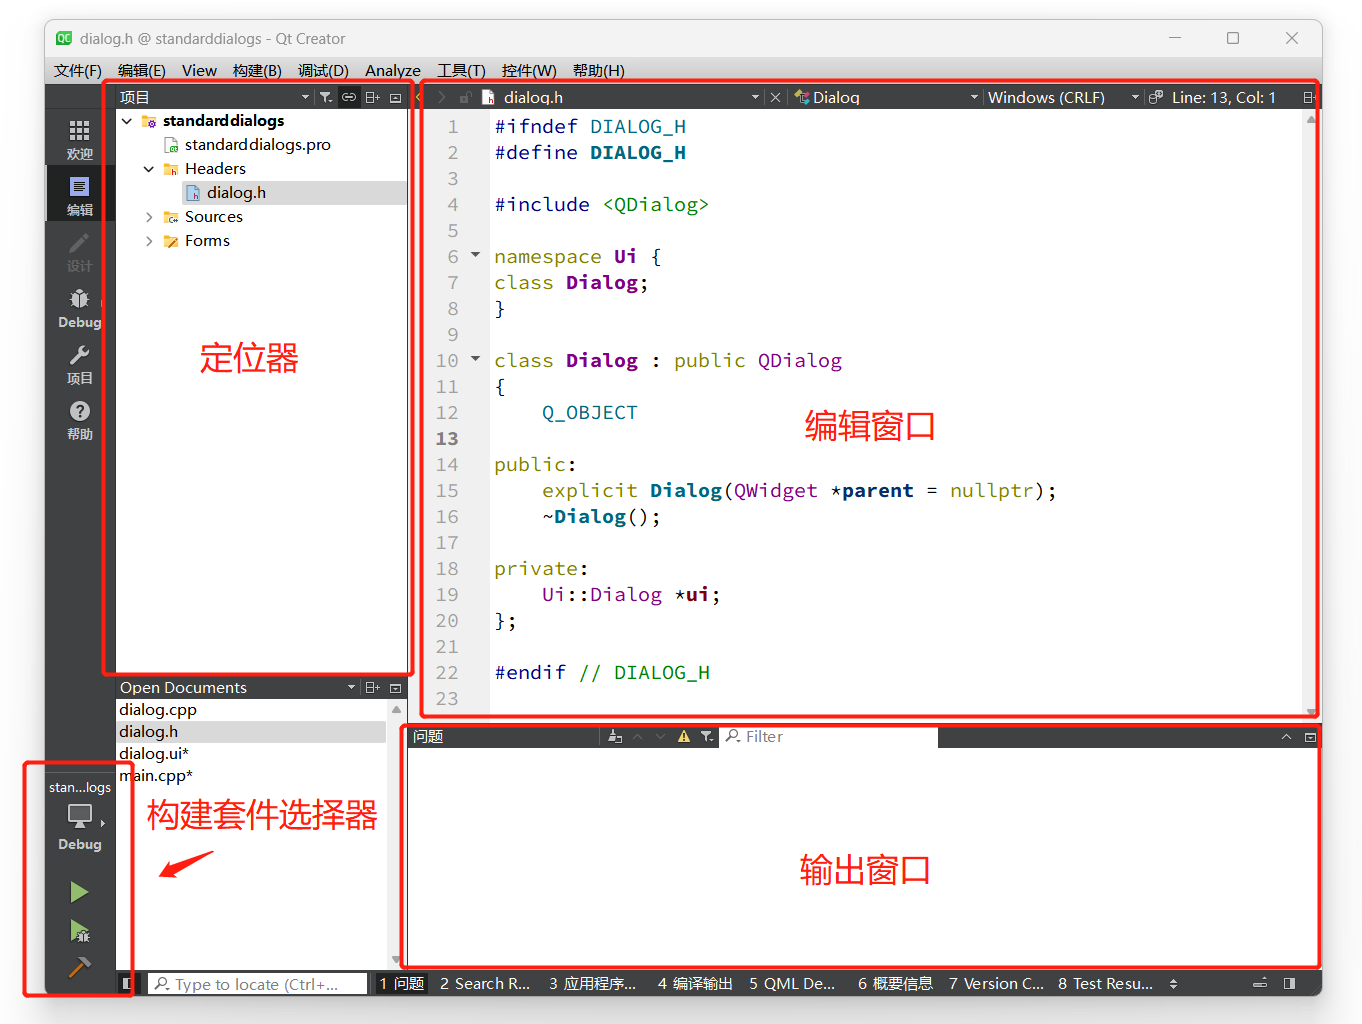 dialog.h @ standarddialogs - Qt Creator
文件(F) 编辑(E) View 构建(B) 调试(D) Analyze 工具(T) 控件(W) 帮助(H)
项目
dialog.h
Dialog
Windows (CRLF)
Line: 13, Col: 1
欢迎
编辑
设计
Debug
项目
帮助
standarddialogs
standarddialogs.pro
Headers
dialog.h
Sources
Forms
定位器
1 #ifndef DIALOG_H
2 #define DIALOG_H
3
4 #include <QDialog>
5
6 namespace Ui {
7 class Dialog;
8 }
9
10 class Dialog : public QDialog
11 {
12 Q_OBJECT
13
14 public:
15 explicit Dialog(QWidget *parent = nullptr);
16 ~Dialog();
17
18 private:
19 Ui::Dialog *ui;
20 };
21
22 #endif // DIALOG_H
23
编辑窗口
Open Documents
dialog.cpp
dialog.h
dialog.ui*
main.cpp*
构建套件选择器
stan...logs
Debug
问题
Filter
输出窗口
Type to locate (Ctrl+...
1 问题 2 Search R... 3 应用程序... 4 编译输出 5 QML De... 6 概要信息 7 Version C... 8 Test Resu...